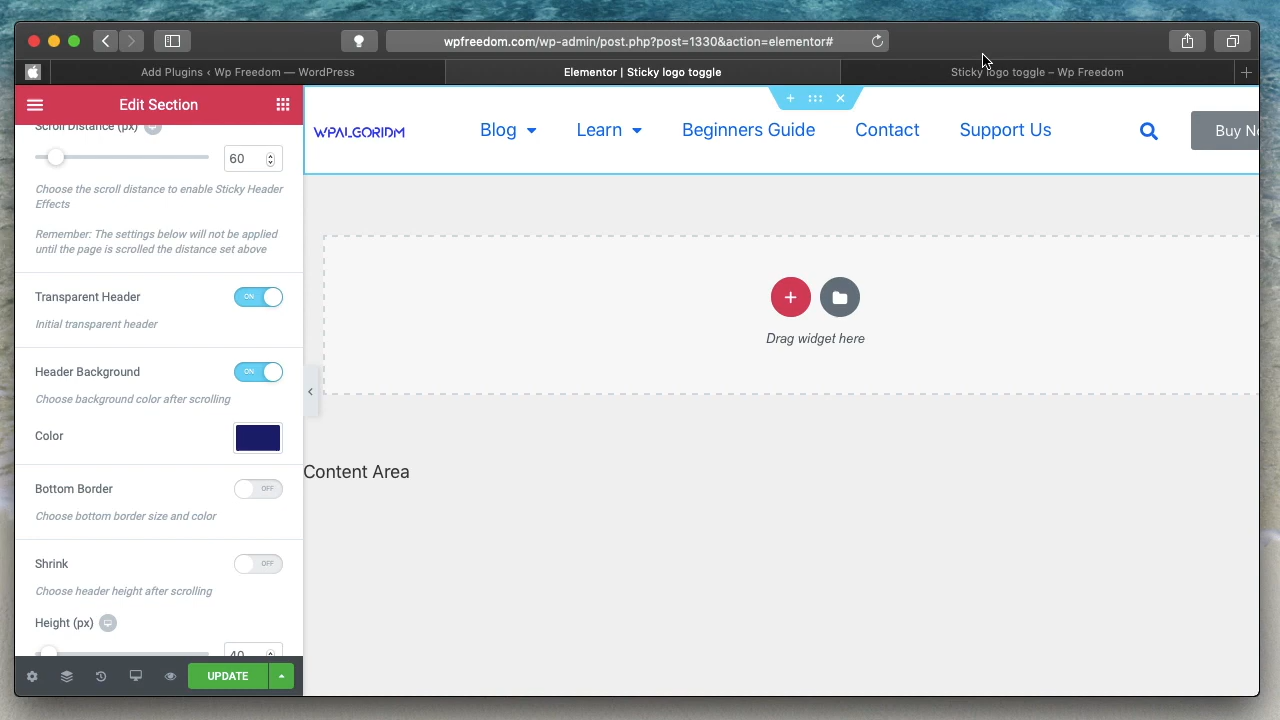 wpfreedom.com/wp-admin/post.php?post=1330&action=elementor#
Add Plugins ‹ Wp Freedom — WordPress
Elementor | Sticky logo toggle
Sticky logo toggle – Wp Freedom
Edit Section
Scroll Distance (px)
60
Choose the scroll distance to enable Sticky Header
Effects
Remember: The settings below will not be applied
until the page is scrolled the distance set above
Transparent Header
ON
Initial transparent header
Header Background
ON
Choose background color after scrolling
Color
Bottom Border
OFF
Choose bottom border size and color
Shrink
OFF
Choose header height after scrolling
Height (px)
40
UPDATE
WPALGORIDM
Blog
Learn
Beginners Guide
Contact
Support Us
Buy No
Drag widget here
Content Area